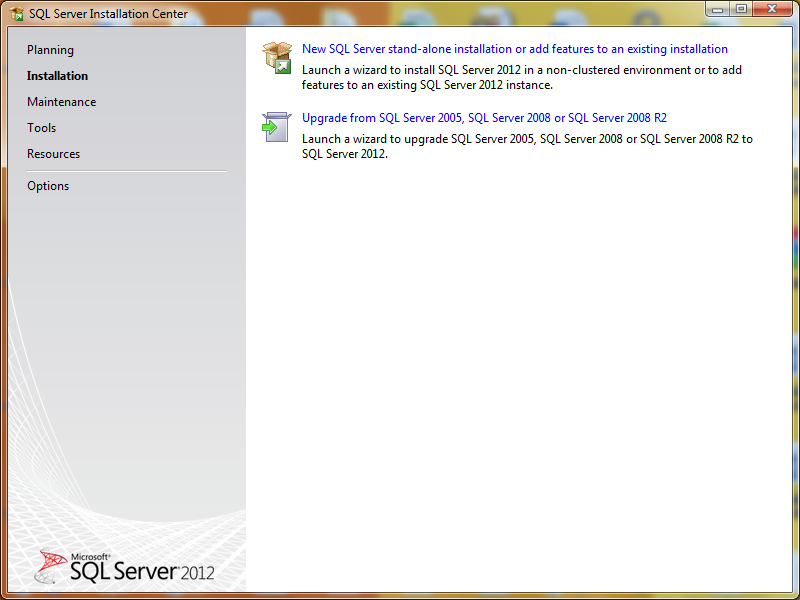 SQL Server Installation Center
Planning
Installation
Maintenance
Tools
Resources
Options
New SQL Server stand-alone installation or add features to an existing installation
Launch a wizard to install SQL Server 2012 in a non-clustered environment or to add
features to an existing SQL Server 2012 instance.
Upgrade from SQL Server 2005, SQL Server 2008 or SQL Server 2008 R2
Launch a wizard to upgrade SQL Server 2005, SQL Server 2008 or SQL Server 2008 R2 to
SQL Server 2012.
Microsoft®
SQL Server® 2012